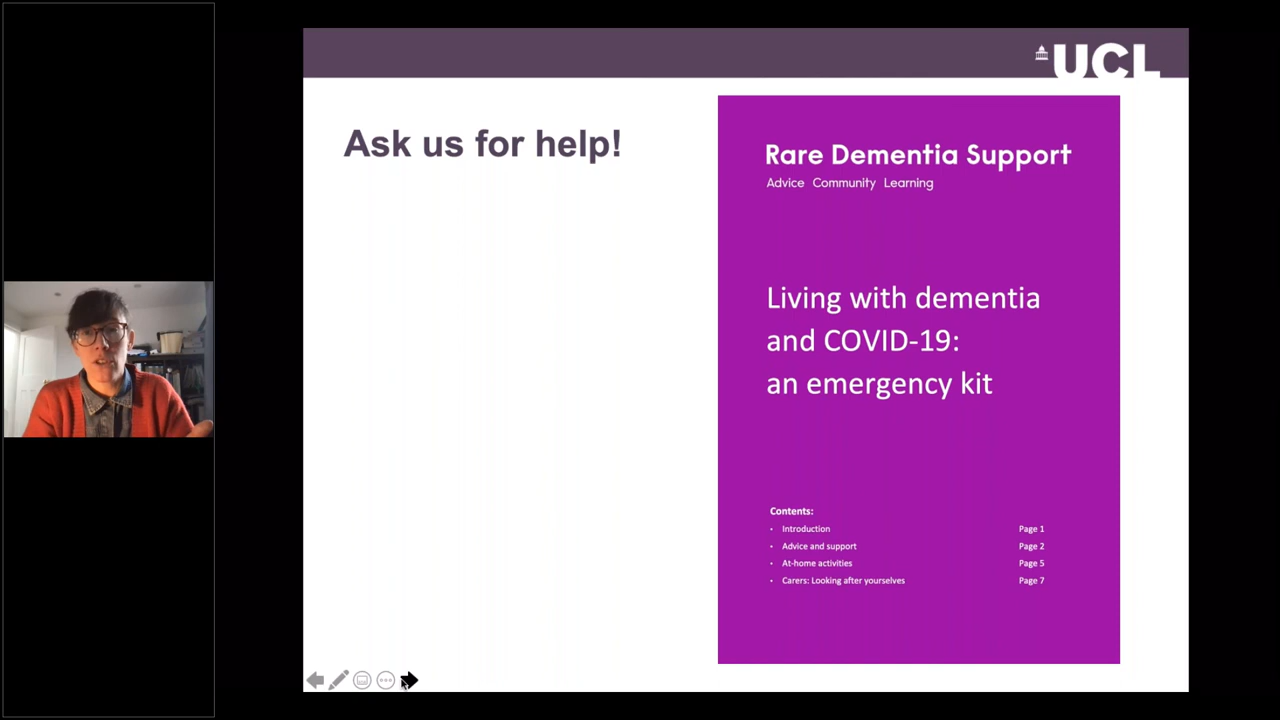 UCL
Ask us for help!
Rare Dementia Support
Advice Community Learning
Living with dementia
and COVID-19:
an emergency kit
Contents:
• Introduction Page 1
• Advice and support Page 2
• At-home activities Page 5
• Carers: Looking after yourselves Page 7